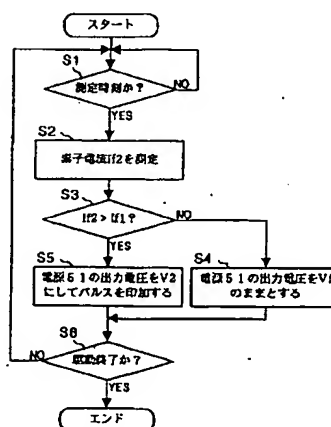 スタート
S1
測定時刻か？
NO
YES
S2
素子電流If2を測定
S3
If2＞If1？
NO
YES
S5
電源51の出力電圧をV2
にしてパルスを印加する
S4
電源51の出力電圧をV1
のままとする
S6
駆動終了か？
NO
YES
エンド